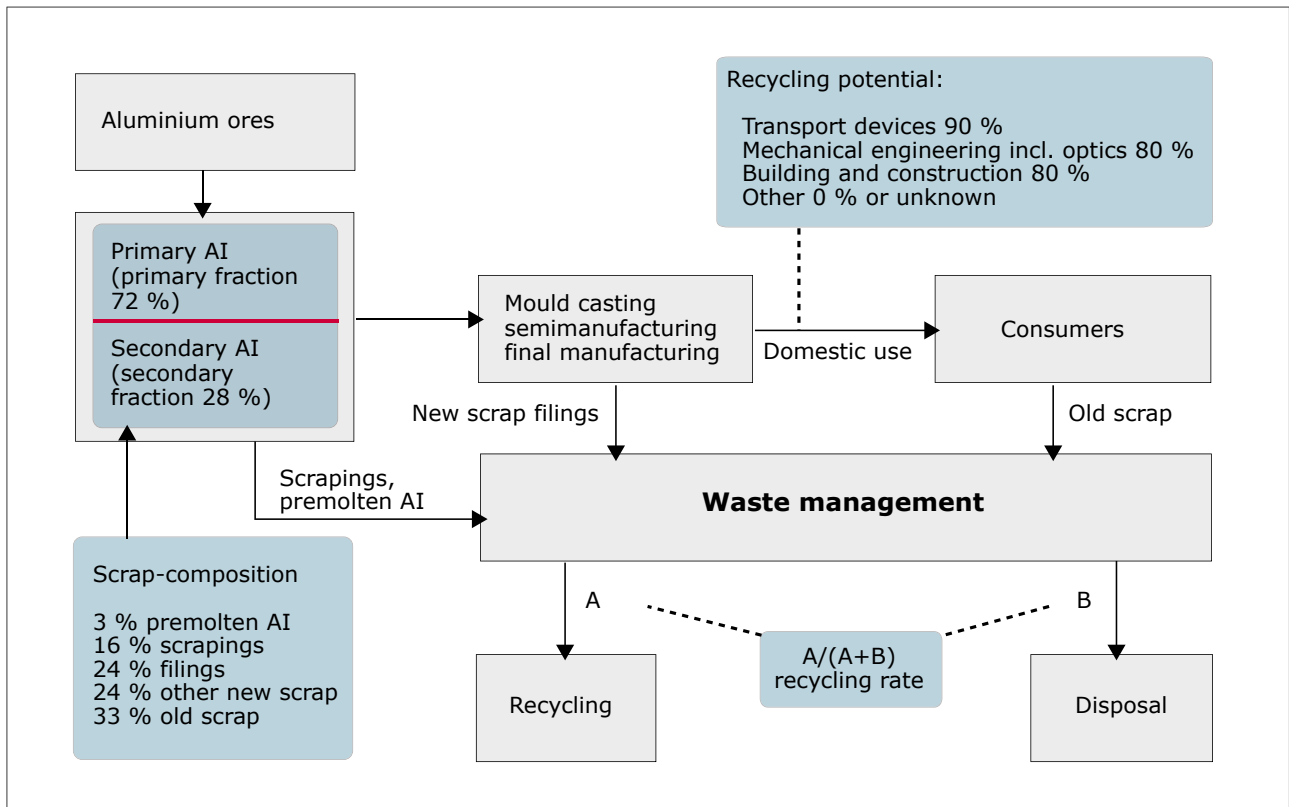 Aluminium ores
Recycling potential:
Transport devices 90 %
Mechanical engineering incl. optics 80 %
Building and construction 80 %
Other 0 % or unknown
Primary AI
(primary fraction
72 %)
Secondary AI
(secondary
fraction 28 %)
Mould casting
semimanufacturing
final manufacturing
Domestic use
Consumers
New scrap filings
Old scrap
Scrapings,
premolten AI
Waste management
Scrap-composition
3 % premolten AI
16 % scrapings
24 % filings
24 % other new scrap
33 % old scrap
A
B
A/(A+B)
recycling rate
Recycling
Disposal